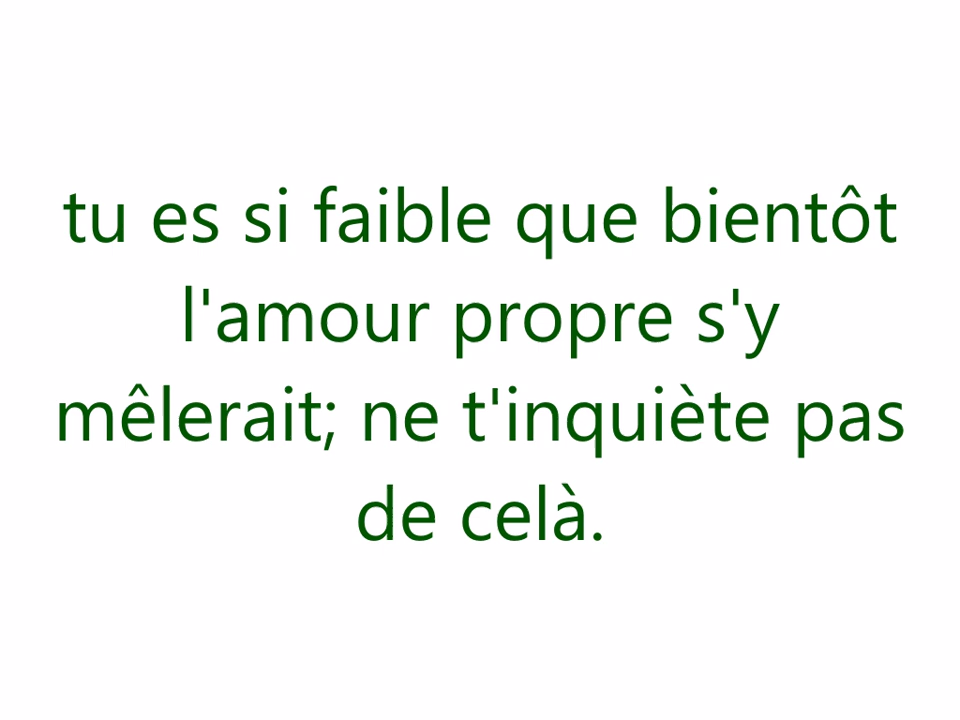 tu es si faible que bientôt
l'amour propre s'y
mêlerait; ne t'inquiète pas
de celà.